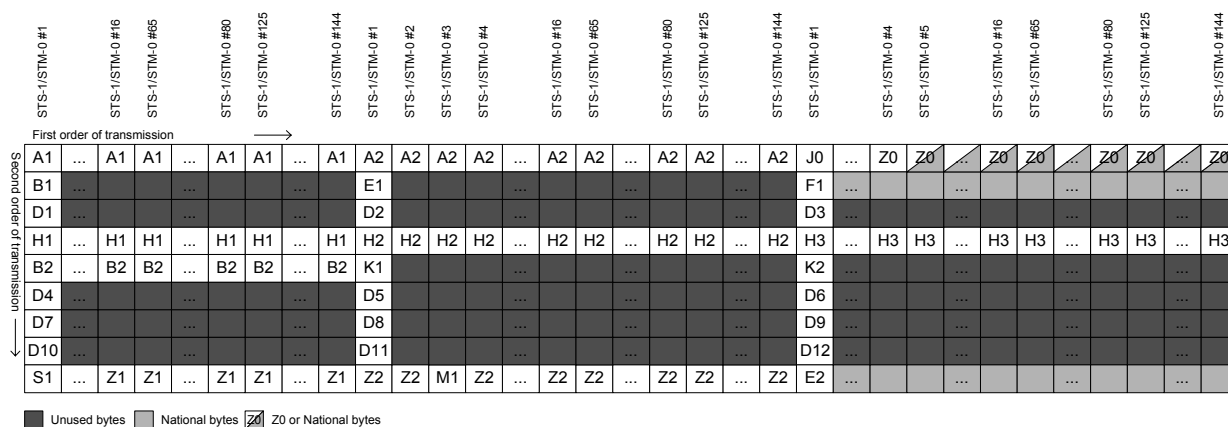 STS-1/STM-0 #1
STS-1/STM-0 #16
STS-1/STM-0 #65
STS-1/STM-0 #80
STS-1/STM-0 #125
STS-1/STM-0 #144
STS-1/STM-0 #1
STS-1/STM-0 #2
STS-1/STM-0 #3
STS-1/STM-0 #4
STS-1/STM-0 #16
STS-1/STM-0 #65
STS-1/STM-0 #80
STS-1/STM-0 #125
STS-1/STM-0 #144
STS-1/STM-0 #4
STS-1/STM-0 #5
STS-1/STM-0 #16
STS-1/STM-0 #65
STS-1/STM-0 #80
STS-1/STM-0 #125
STS-1/STM-0 #144
First order of transmission
Second order of transmission
A1 ... A1 A1 ... A1 A1 ... A1 A2 A2 A2 A2 ... A2 A2 ... A2 A2 ... A2 J0 ... Z0 Z0 ... Z0 Z0 ... Z0 Z0 ... Z0
B1 ... ... ... E1 ... ... ... F1 ... ... ... ...
D1 ... ... ... D2 ... ... ... D3 ... ... ... ...
H1 ... H1 H1 ... H1 H1 ... H1 H2 H2 H2 H2 ... H2 H2 ... H2 H2 ... H2 H3 ... H3 H3 ... H3 H3 ... H3 H3 ... H3
B2 ... B2 B2 ... B2 B2 ... B2 K1 ... ... ... K2 ... ... ... ...
D4 ... ... ... D5 ... ... ... D6 ... ... ... ...
D7 ... ... ... D8 ... ... ... D9 ... ... ... ...
D10 ... ... ... D11 ... ... ... D12 ... ... ... ...
S1 ... Z1 Z1 ... Z1 Z1 ... Z1 Z2 Z2 M1 Z2 ... Z2 Z2 ... Z2 Z2 ... Z2 E2 ... ... ... ...
Unused bytes National bytes Z0 Z0 or National bytes